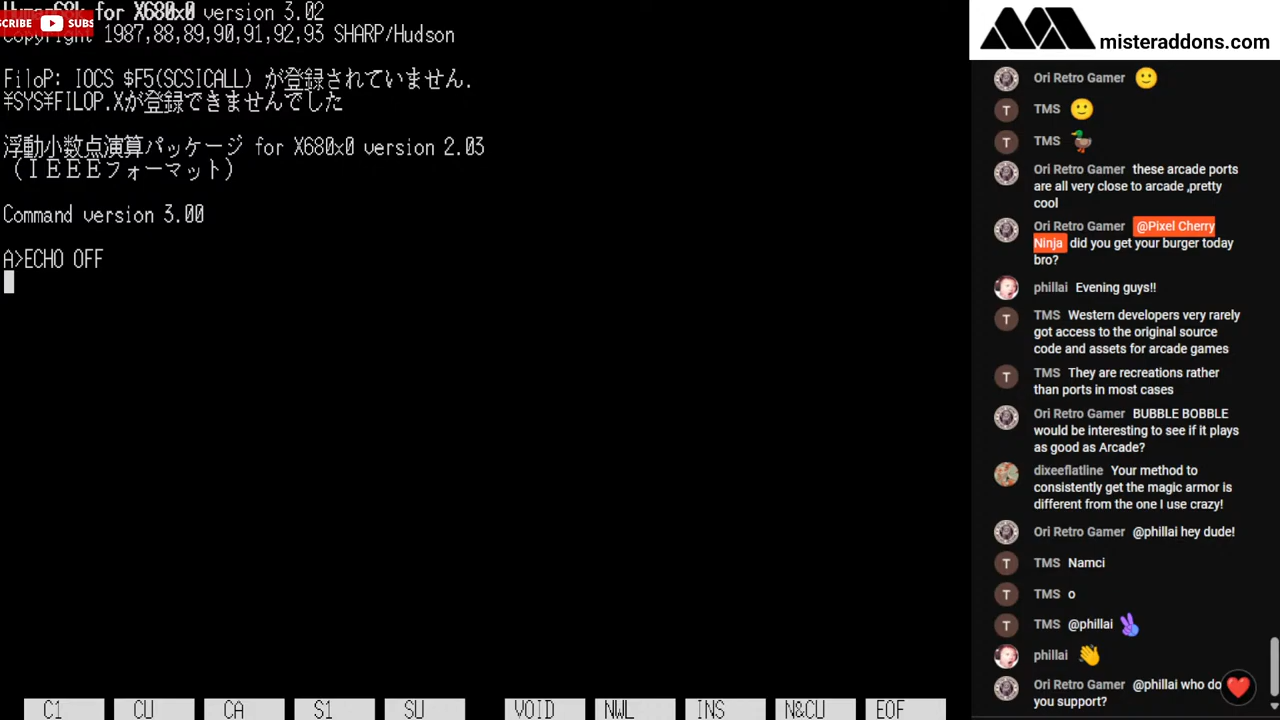 Human68k for X680x0 version 3.02
SCRIBE SUBS
Copyright 1987,88,89,90,91,92,93 SHARP/Hudson
FiloP: IOCS $F5(SCSICALL) が登録されていません.
¥SYS¥FILOP.Xが登録できませんでした
浮動小数点演算パッケージ for X680x0 version 2.03
（ＩＥＥＥフォーマット）
Command version 3.00
A>ECHO OFF
C1 CU CA S1 SU VOID NWL INS N&CU EOF
misteraddons.com
Ori Retro Gamer
T TMS
T TMS
Ori Retro Gamer these arcade ports
are all very close to arcade ,pretty
cool
Ori Retro Gamer @Pixel Cherry
Ninja did you get your burger today
bro?
phillai Evening guys!!
T TMS Western developers very rarely
got access to the original source
code and assets for arcade games
T TMS They are recreations rather
than ports in most cases
Ori Retro Gamer BUBBLE BOBBLE
would be interesting to see if it plays
as good as Arcade?
dixeeflatline Your method to
consistently get the magic armor is
different from the one I use crazy!
Ori Retro Gamer @phillai hey dude!
T TMS Namci
T TMS o
T TMS @phillai
phillai
Ori Retro Gamer @phillai who do
you support?